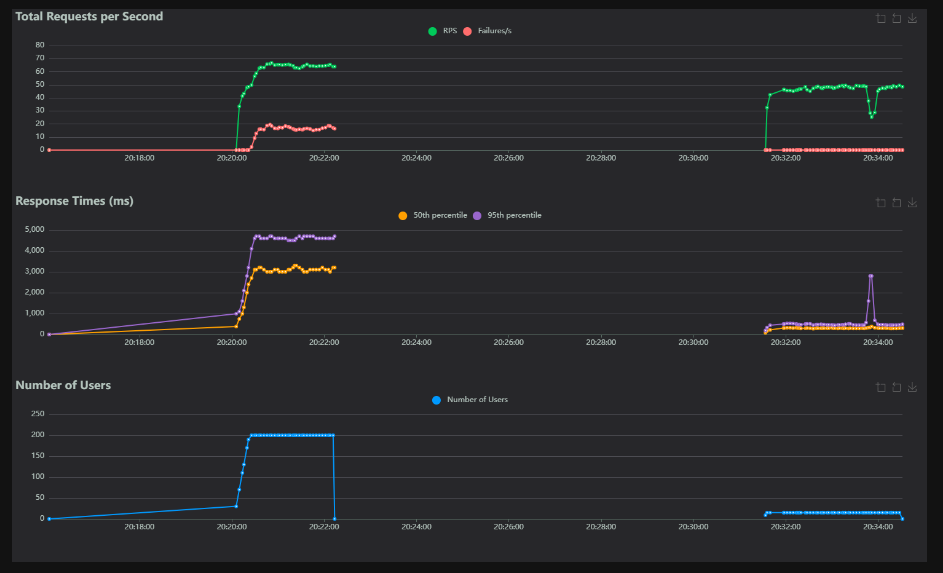 Total Requests per Second
RPS Failures/s
80
70
60
50
40
30
20
10
0
20:18:00 20:20:00 20:22:00 20:24:00 20:26:00 20:28:00 20:30:00 20:32:00 20:34:00
Response Times (ms)
50th percentile 95th percentile
5,000
4,000
3,000
2,000
1,000
0
20:18:00 20:20:00 20:22:00 20:24:00 20:26:00 20:28:00 20:30:00 20:32:00 20:34:00
Number of Users
Number of Users
250
200
150
100
50
0
20:18:00 20:20:00 20:22:00 20:24:00 20:26:00 20:28:00 20:30:00 20:32:00 20:34:00